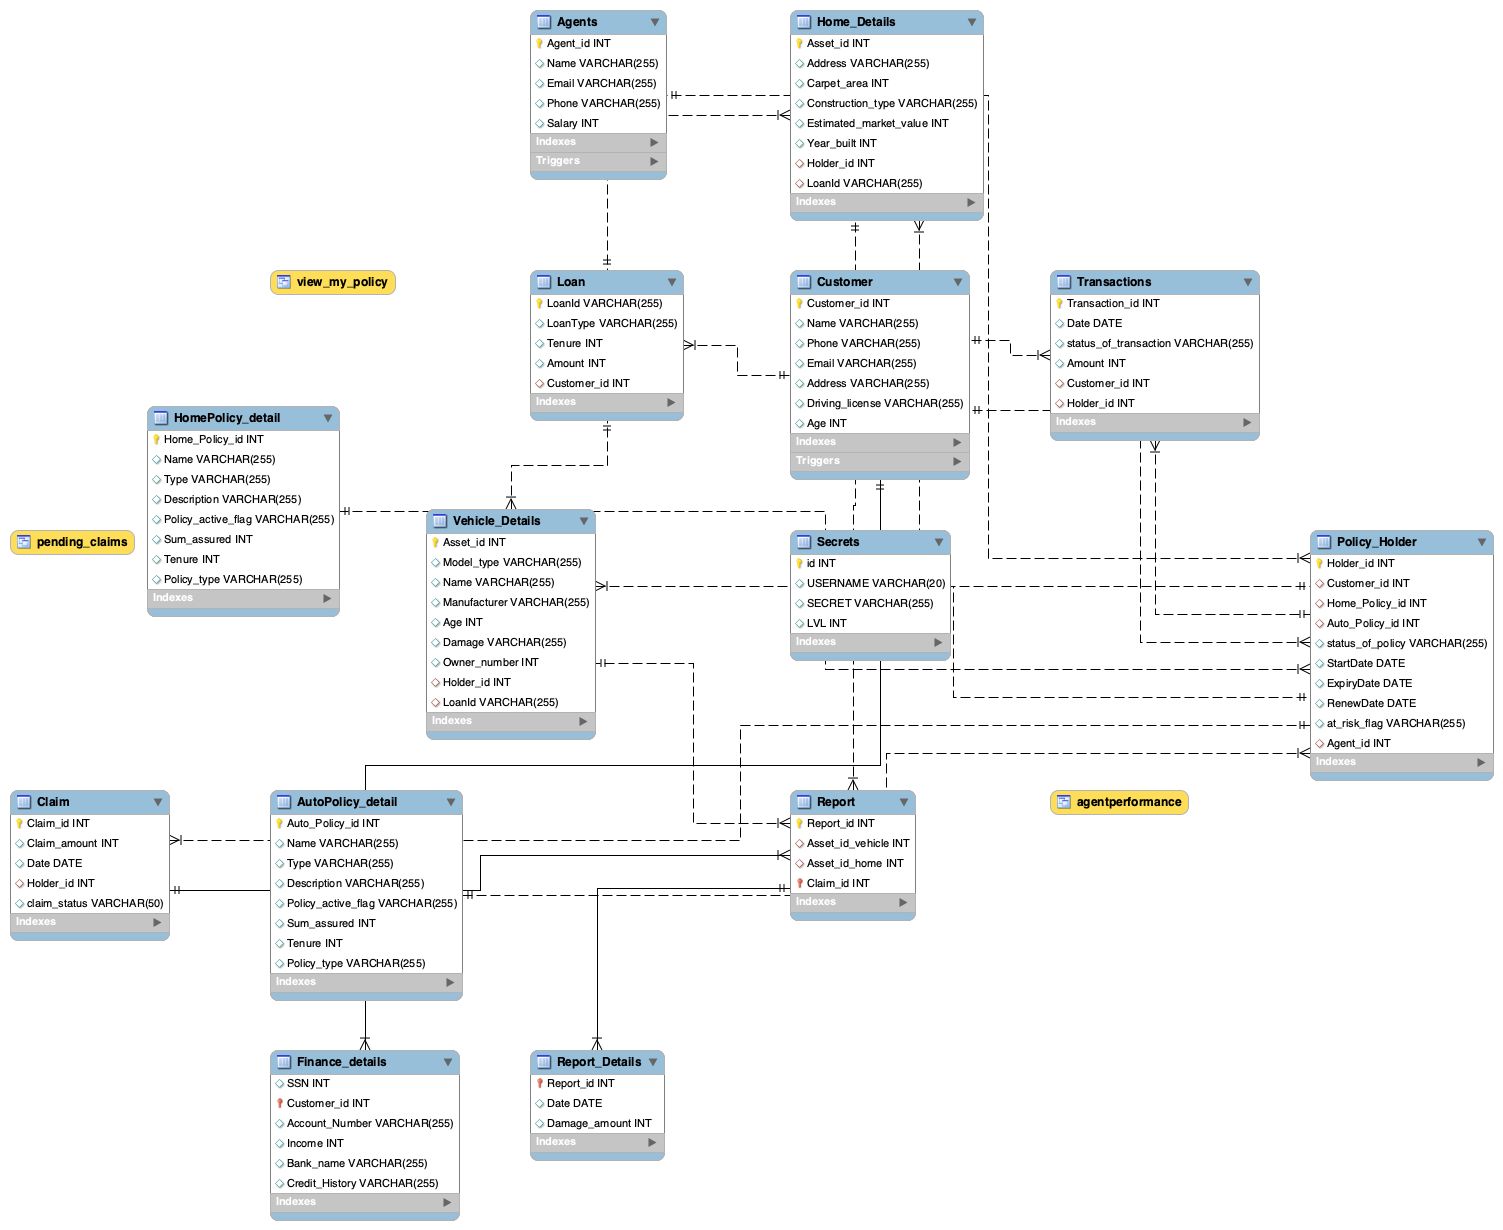 Agents
Agent_id INT
Name VARCHAR(255)
Email VARCHAR(255)
Phone VARCHAR(255)
Salary INT
Indexes
Triggers
Home_Details
Asset_id INT
Address VARCHAR(255)
Carpet_area INT
Construction_type VARCHAR(255)
Estimated_market_value INT
Year_built INT
Holder_id INT
LoanId VARCHAR(255)
Indexes
view_my_policy
Loan
LoanId VARCHAR(255)
LoanType VARCHAR(255)
Tenure INT
Amount INT
Customer_id INT
Indexes
Customer
Customer_id INT
Name VARCHAR(255)
Phone VARCHAR(255)
Email VARCHAR(255)
Address VARCHAR(255)
Driving_license VARCHAR(255)
Age INT
Indexes
Triggers
Transactions
Transaction_id INT
Date DATE
status_of_transaction VARCHAR(255)
Amount INT
Customer_id INT
Holder_id INT
Indexes
HomePolicy_detail
Home_Policy_id INT
Name VARCHAR(255)
Type VARCHAR(255)
Description VARCHAR(255)
Policy_active_flag VARCHAR(255)
Sum_assured INT
Tenure INT
Policy_type VARCHAR(255)
Indexes
pending_claims
Vehicle_Details
Asset_id INT
Model_type VARCHAR(255)
Name VARCHAR(255)
Manufacturer VARCHAR(255)
Age INT
Damage VARCHAR(255)
Owner_number INT
Holder_id INT
LoanId VARCHAR(255)
Indexes
Secrets
id INT
USERNAME VARCHAR(20)
SECRET VARCHAR(255)
LVL INT
Indexes
Policy_Holder
Holder_id INT
Customer_id INT
Home_Policy_id INT
Auto_Policy_id INT
status_of_policy VARCHAR(255)
StartDate DATE
ExpiryDate DATE
RenewDate DATE
at_risk_flag VARCHAR(255)
Agent_id INT
Indexes
Claim
Claim_id INT
Claim_amount INT
Date DATE
Holder_id INT
claim_status VARCHAR(50)
Indexes
AutoPolicy_detail
Auto_Policy_id INT
Name VARCHAR(255)
Type VARCHAR(255)
Description VARCHAR(255)
Policy_active_flag VARCHAR(255)
Sum_assured INT
Tenure INT
Policy_type VARCHAR(255)
Indexes
Report
Report_id INT
Asset_id_vehicle INT
Asset_id_home INT
Claim_id INT
Indexes
agentperformance
Finance_details
SSN INT
Customer_id INT
Account_Number VARCHAR(255)
Income INT
Bank_name VARCHAR(255)
Credit_History VARCHAR(255)
Indexes
Report_Details
Report_id INT
Date DATE
Damage_amount INT
Indexes